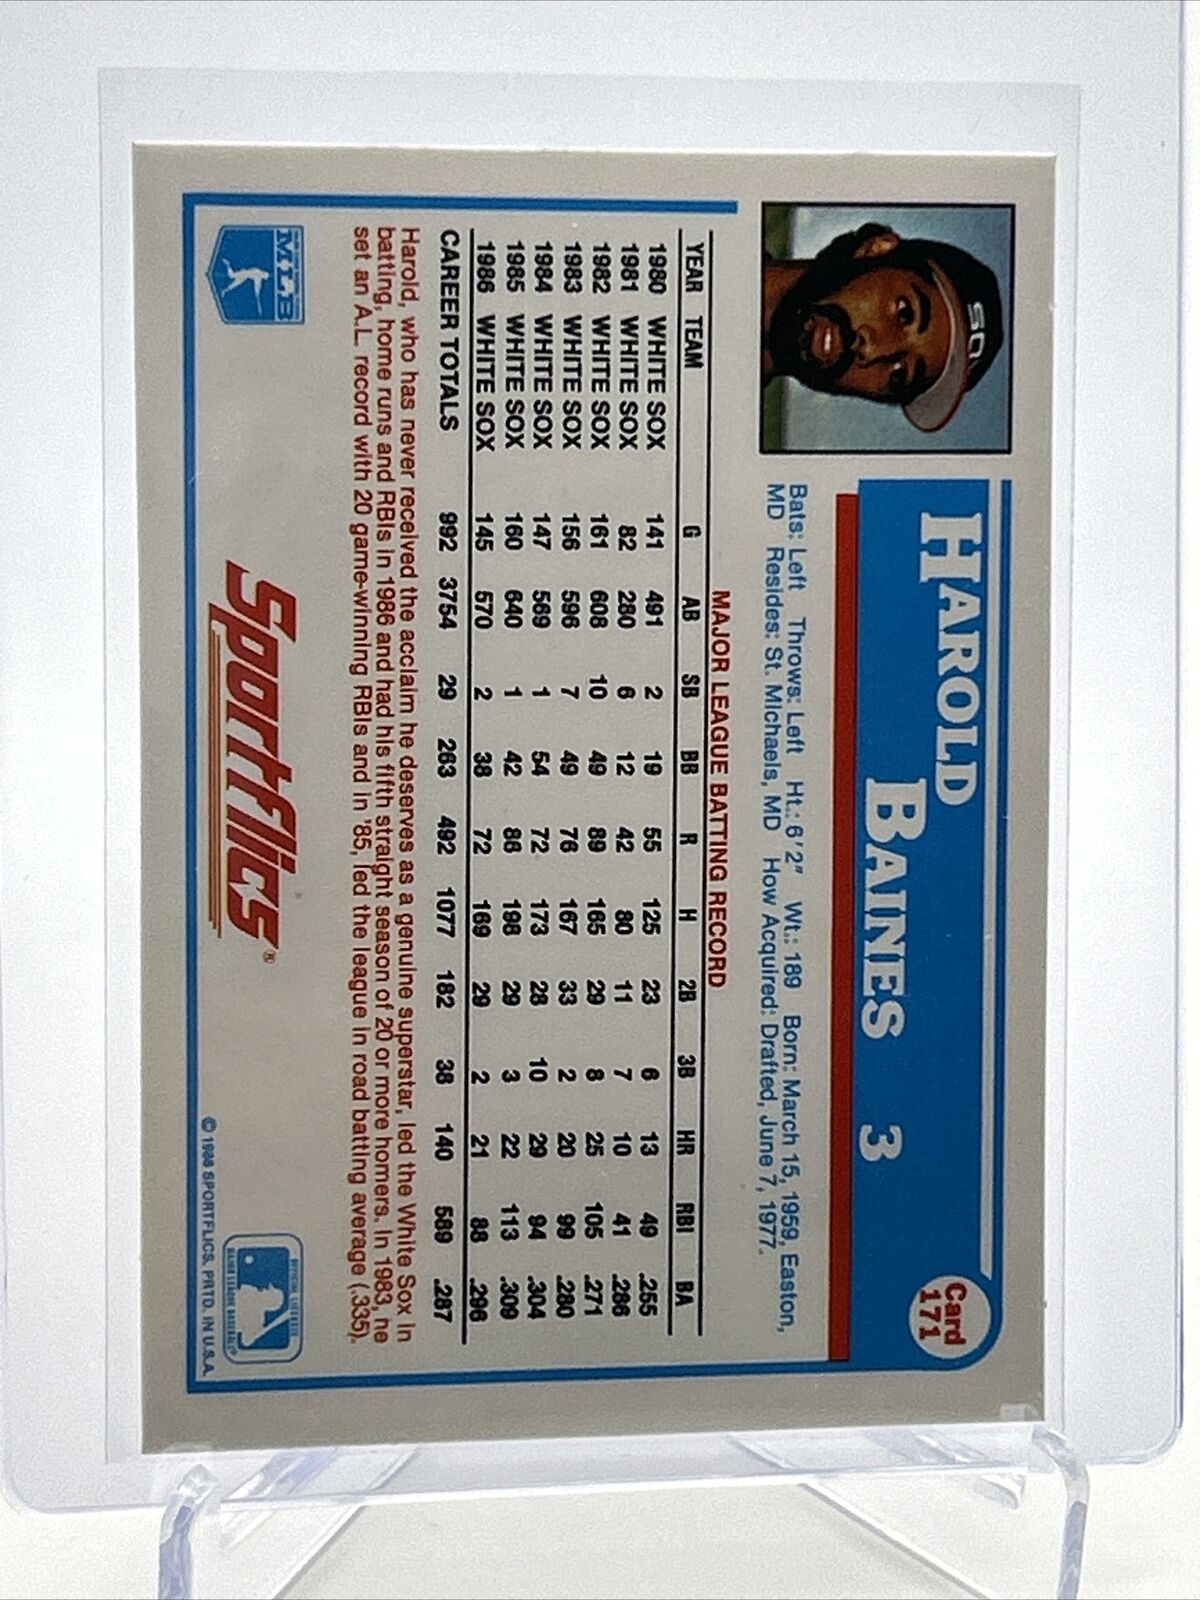 SO
HAROLD
BAINES 3
Card
171
Bats: Left Throws: Left Ht.: 6'2" Wt.: 189 Born: March 15, 1959, Easton,
MD Resides: St. Michaels, MD How Acquired: Drafted, June 7, 1977.
MAJOR LEAGUE BATTING RECORD
YEAR TEAM G AB SB BB R H 2B 3B HR RBI BA
1980 WHITE SOX 141 491 2 19 55 125 23 6 13 49 .255
1981 WHITE SOX 82 280 6 12 42 80 11 7 10 41 .286
1982 WHITE SOX 161 608 10 49 89 165 29 8 25 105 .271
1983 WHITE SOX 156 596 7 49 76 167 33 2 20 99 .280
1984 WHITE SOX 147 569 1 54 72 173 28 10 29 94 .304
1985 WHITE SOX 160 640 1 42 86 198 29 3 22 113 .309
1986 WHITE SOX 145 570 2 38 72 169 29 2 21 88 .296
CAREER TOTALS 992 3754 29 263 492 1077 182 38 140 589 .287
Harold, who has never received the acclaim he deserves as a genuine superstar, led the White Sox in
batting, home runs and RBIs in 1986 and had his fifth straight season of 20 or more homers. In 1983, he
set an A.L. record with 20 game-winning RBIs and in '85, led the league in road batting average (.335).
MLB
Sportflics®
OFFICIAL LICENSEE
MAJOR LEAGUE BASEBALL
© 1986 SPORTFLICS, PRTD. IN U.S.A.